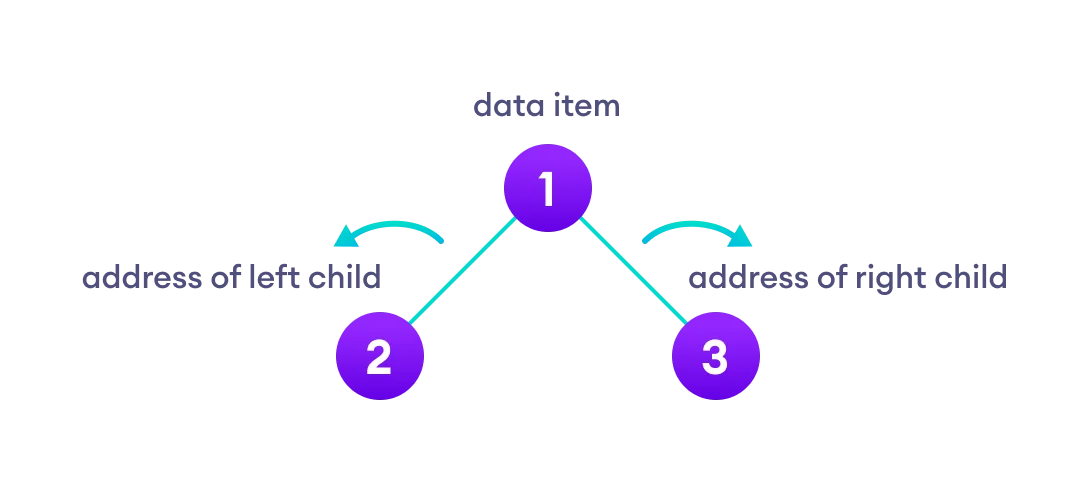 data item
1
address of left child
address of right child
2
3